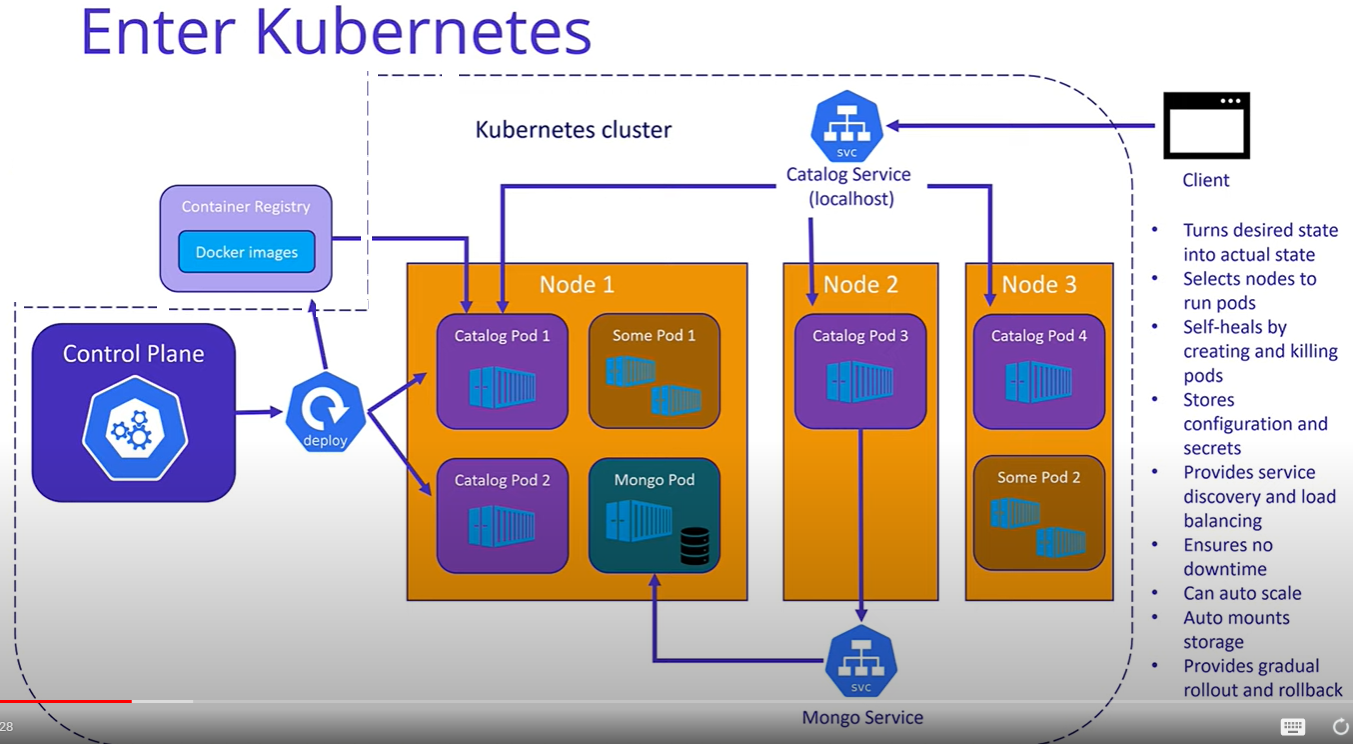 Enter Kubernetes
Kubernetes cluster
svc
Catalog Service
(localhost)
Client
Container Registry
Docker images
Control Plane
deploy
Node 1
Catalog Pod 1
Some Pod 1
Catalog Pod 2
Mongo Pod
Node 2
Catalog Pod 3
Node 3
Catalog Pod 4
Some Pod 2
svc
Mongo Service
• Turns desired state
into actual state
• Selects nodes to
run pods
• Self-heals by
creating and killing
pods
• Stores
configuration and
secrets
• Provides service
discovery and load
balancing
• Ensures no
downtime
• Can auto scale
• Auto mounts
storage
• Provides gradual
rollout and rollback
28